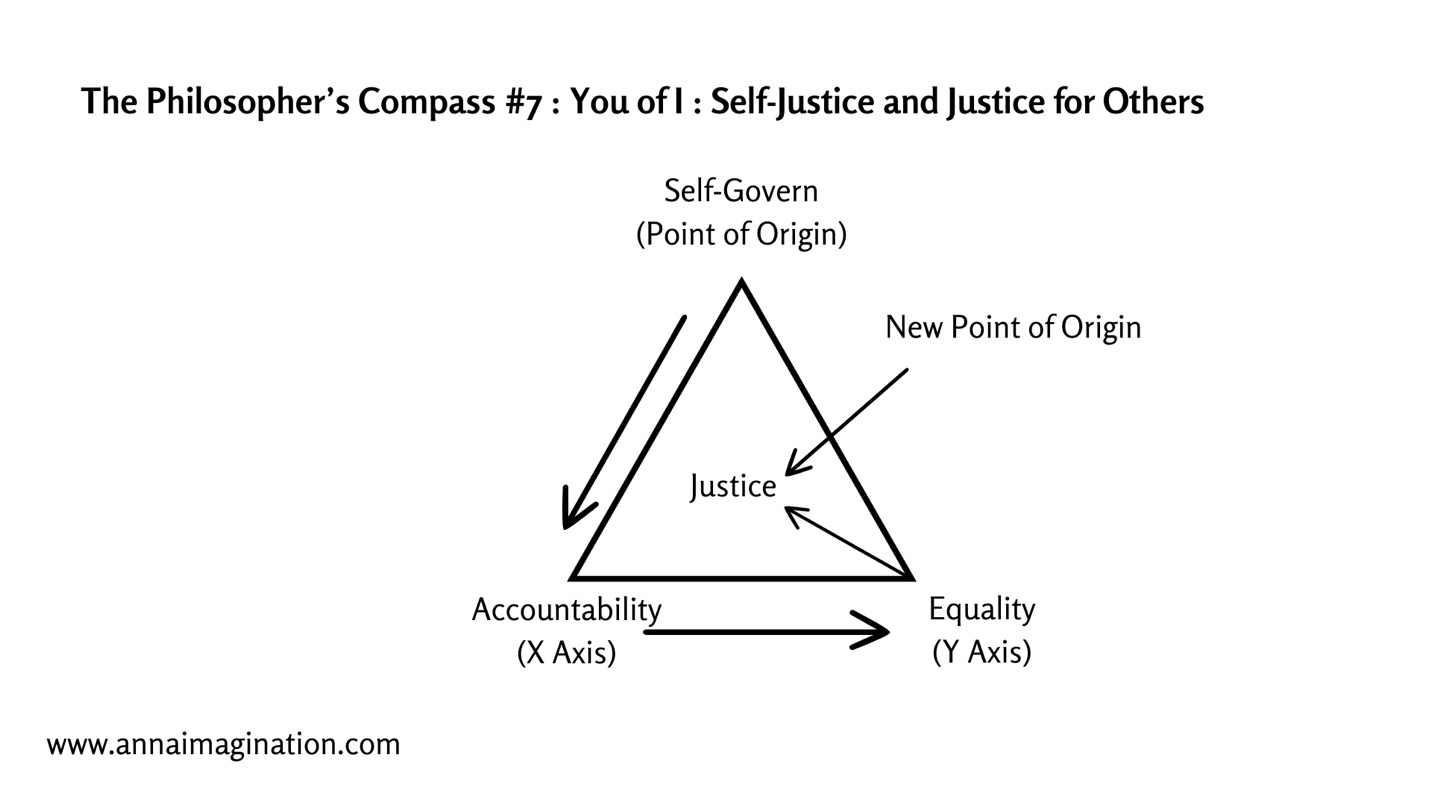 The Philosopher’s Compass #7 : You of I : Self-Justice and Justice for Others
Self-Govern
(Point of Origin)
New Point of Origin
Justice
Accountability
(X Axis)
Equality
(Y Axis)
www.annaimagination.com